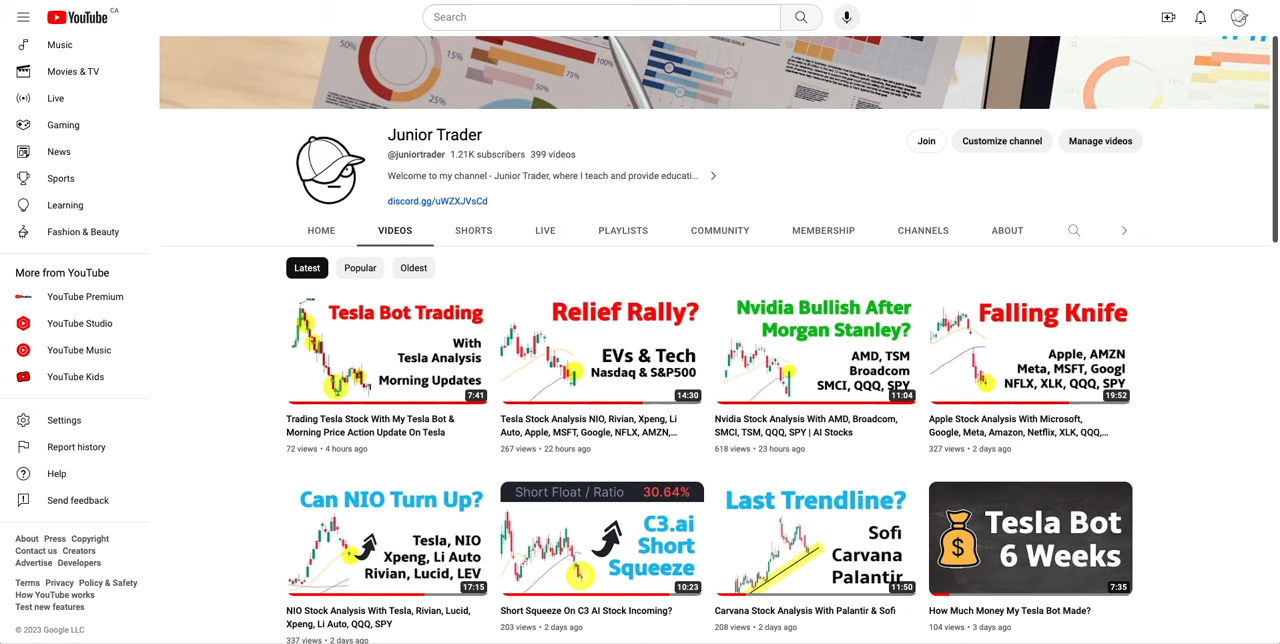 YouTube CA
Search
Music
Movies & TV
Live
Gaming
News
Sports
Learning
Fashion & Beauty
More from YouTube
YouTube Premium
YouTube Studio
YouTube Music
YouTube Kids
Settings
Report history
Help
Send feedback
About Press Copyright
Contact us Creators
Advertise Developers
Terms Privacy Policy & Safety
How YouTube works
Test new features
© 2023 Google LLC
50%
15%
25%
75%
100%
Junior Trader
@juniortrader 1.21K subscribers 399 videos
Welcome to my channel - Junior Trader, where I teach and provide educati...
discord.gg/uWZXJVsCd
Join
Customize channel
Manage videos
HOME VIDEOS SHORTS LIVE PLAYLISTS COMMUNITY MEMBERSHIP CHANNELS ABOUT
Latest Popular Oldest
Tesla Bot Trading
With
Tesla Analysis
Morning Updates
7:41
Trading Tesla Stock With My Tesla Bot &
Morning Price Action Update On Tesla
72 views • 4 hours ago
Relief Rally?
EVs & Tech
Nasdaq & S&P500
14:30
Tesla Stock Analysis NIO, Rivian, Xpeng, Li
Auto, Apple, MSFT, Google, NFLX, AMZN,...
267 views • 22 hours ago
Nvidia Bullish After
Morgan Stanley?
AMD, TSM
Broadcom
SMCI, QQQ, SPY
11:04
Nvidia Stock Analysis With AMD, Broadcom,
SMCI, TSM, QQQ, SPY | AI Stocks
618 views • 23 hours ago
Falling Knife
Apple, AMZN
Meta, MSFT, Googl
NFLX, XLK, QQQ, SPY
19:52
Apple Stock Analysis With Microsoft,
Google, Meta, Amazon, Netflix, XLK, QQQ,...
327 views • 2 days ago
Can NIO Turn Up?
Tesla, NIO
Xpeng, Li Auto
Rivian, Lucid, LEV
17:15
NIO Stock Analysis With Tesla, Rivian, Lucid,
Xpeng, Li Auto, QQQ, SPY
337 views • 2 days ago
Short Float / Ratio 30.64%
C3.ai
Short
Squeeze
10:23
Short Squeeze On C3 AI Stock Incoming?
203 views • 2 days ago
Last Trendline?
Sofi
Carvana
Palantir
11:50
Carvana Stock Analysis With Palantir & Sofi
208 views • 2 days ago
Tesla Bot
6 Weeks
7:35
How Much Money My Tesla Bot Made?
104 views • 3 days ago